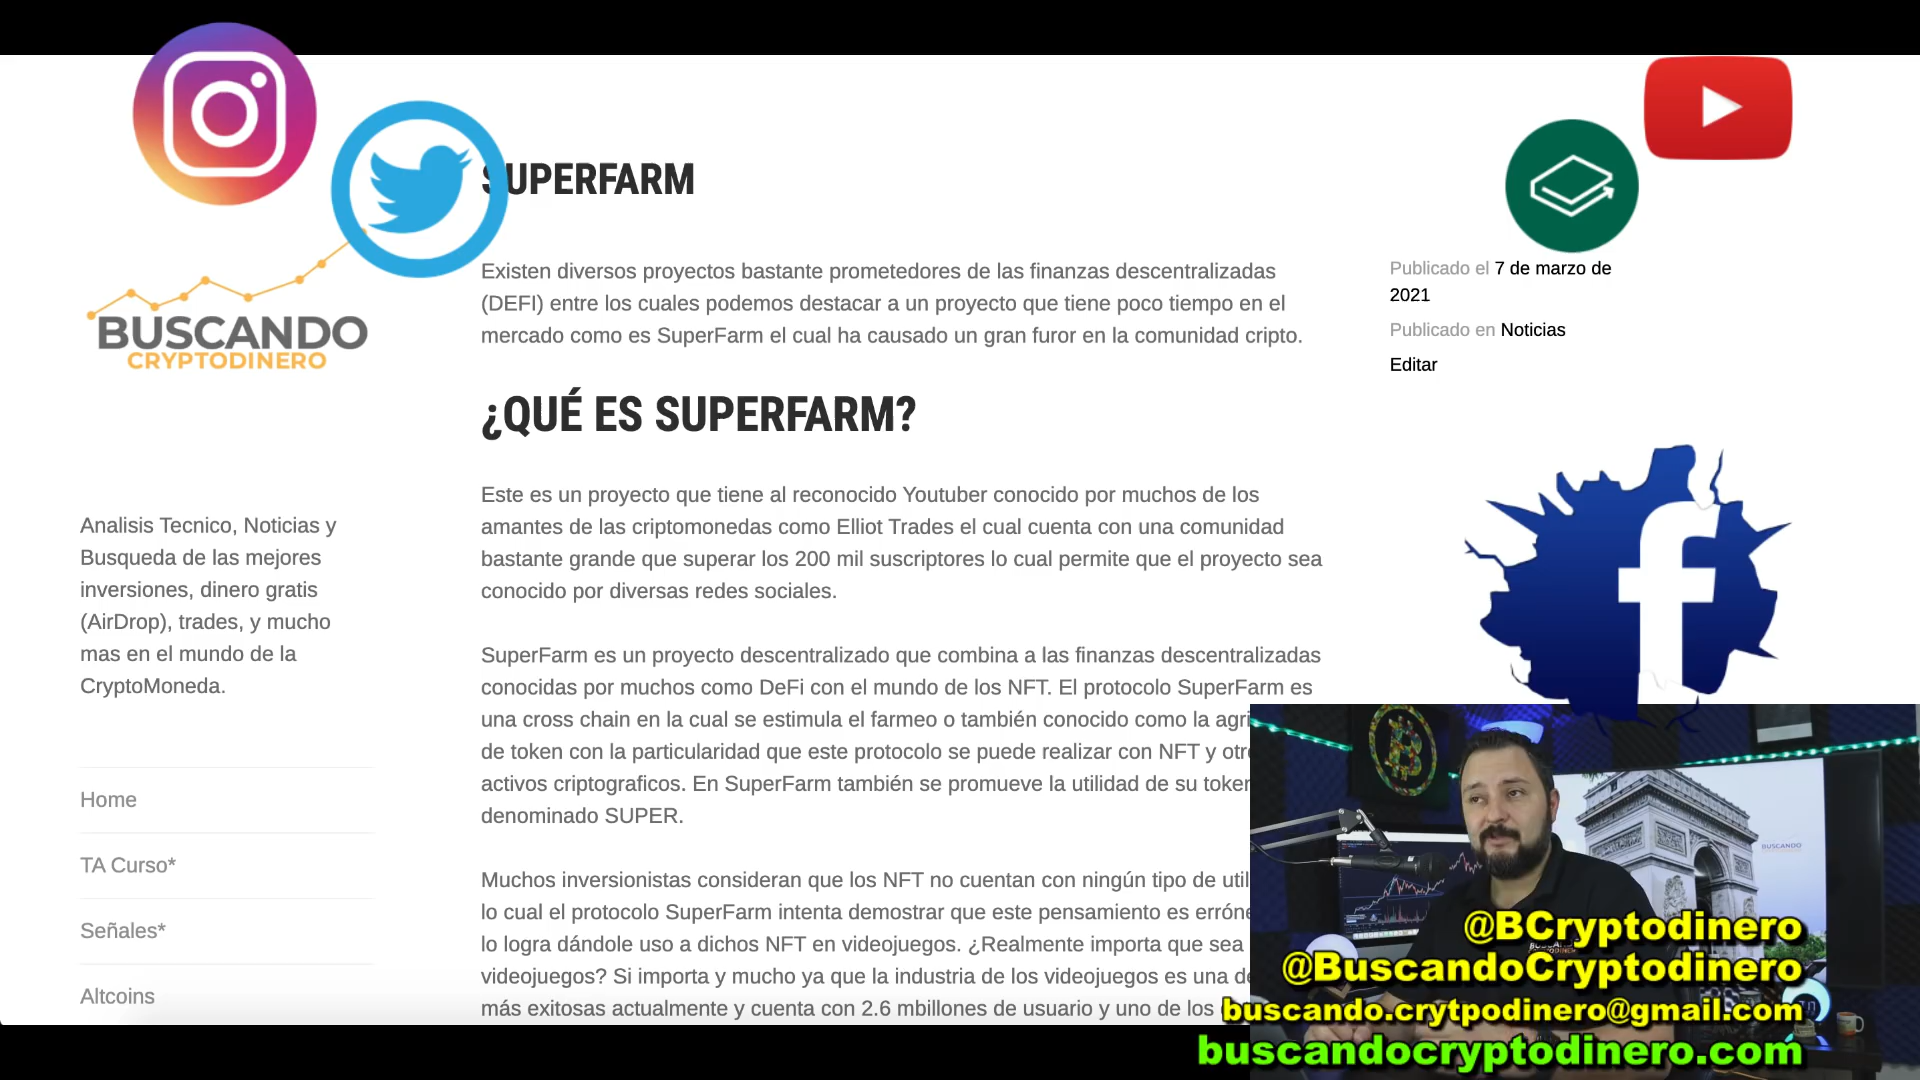 SUPERFARM
Existen diversos proyectos bastante prometedores de las finanzas descentralizadas
(DEFI) entre los cuales podemos destacar a un proyecto que tiene poco tiempo en el
mercado como es SuperFarm el cual ha causado un gran furor en la comunidad cripto.
¿QUÉ ES SUPERFARM?
Este es un proyecto que tiene al reconocido Youtuber conocido por muchos de los
amantes de las criptomonedas como Elliot Trades el cual cuenta con una comunidad
bastante grande que superar los 200 mil suscriptores lo cual permite que el proyecto sea
conocido por diversas redes sociales.
SuperFarm es un proyecto descentralizado que combina a las finanzas descentralizadas
conocidas por muchos como DeFi con el mundo de los NFT. El protocolo SuperFarm es
una cross chain en la cual se estimula el farmeo o también conocido como la
de token con la particularidad que este protocolo se puede realizar con NFT y
activos criptograficos. En SuperFarm también se promueve la utilidad de su token
denominado SUPER.
Muchos inversionistas consideran que los NFT no cuentan con ningún tipo de
lo cual el protocolo SuperFarm intenta demostrar que este pensamiento es
lo logra dándole uso a dichos NFT en videojuegos. ¿Realmente importa que sea
videojuegos? Si importa y mucho ya que la industria de los videojuegos es una
más exitosas actualmente y cuenta con 2.6 mbillones de usuario y uno de los
BUSCANDO
CRYPTODINERO
Analisis Tecnico, Noticias y
Busqueda de las mejores
inversiones, dinero gratis
(AirDrop), trades, y mucho
mas en el mundo de la
CryptoMoneda.
Home
TA Curso*
Señales*
Altcoins
Publicado el 7 de marzo de
2021
Publicado en Noticias
Editar
BUSCANDO
@BCryptodinero
@BuscandoCryptodinero
buscando.crytpodinero@gmail.com
buscandocryptodinero.com